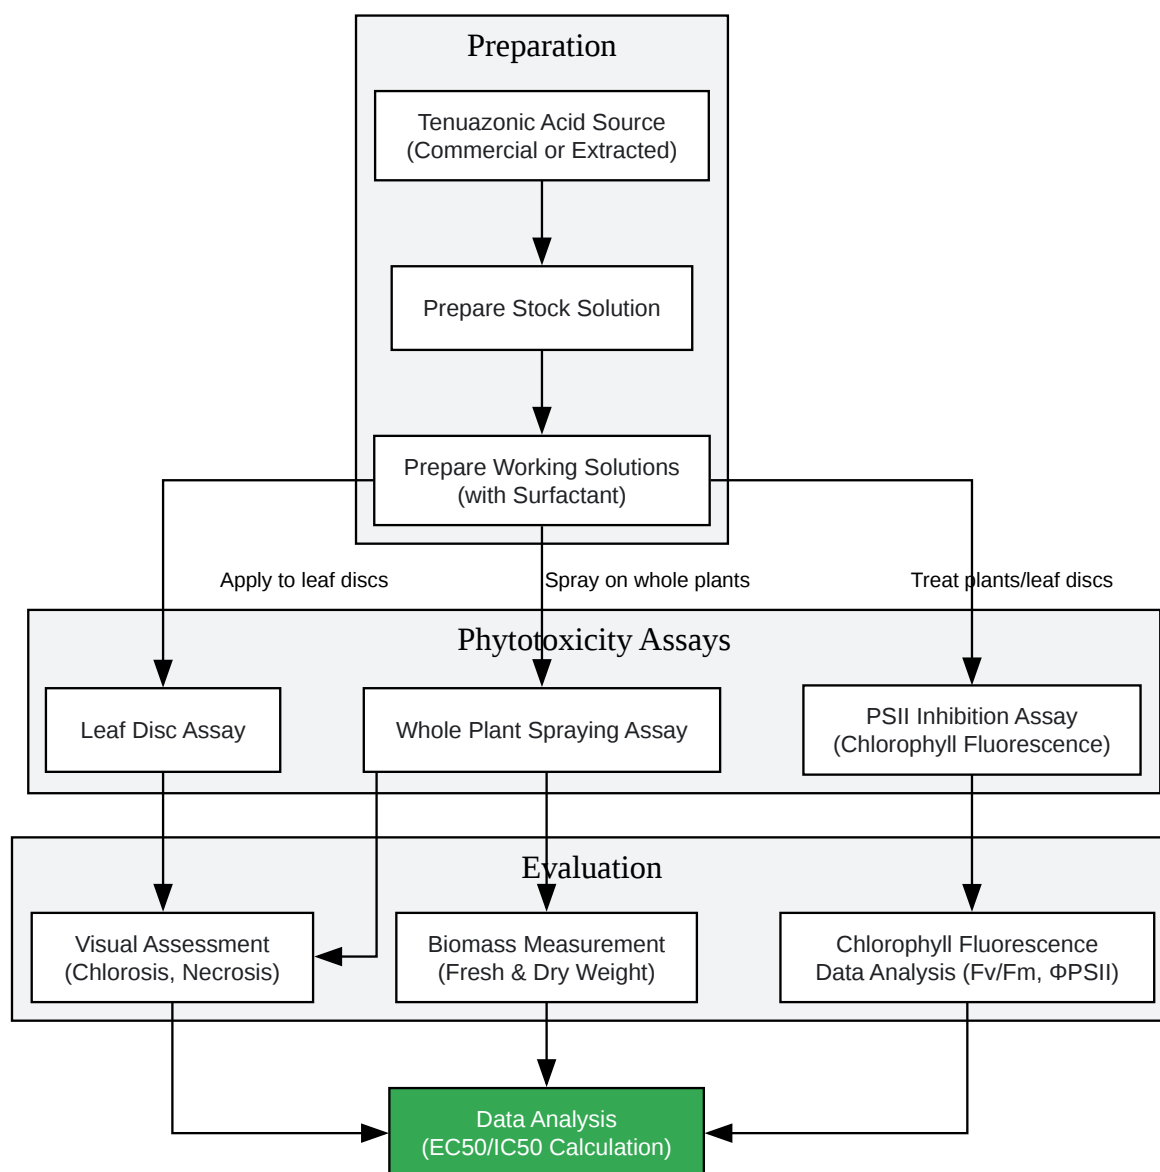 Preparation
Tenuazonic Acid Source
(Commercial or Extracted)
Prepare Stock Solution
Prepare Working Solutions
(with Surfactant)
Apply to leaf discs
Spray on whole plants
Treat plants/leaf discs
Phytotoxicity Assays
Leaf Disc Assay
Whole Plant Spraying Assay
PSII Inhibition Assay
(Chlorophyll Fluorescence)
Evaluation
Visual Assessment
(Chlorosis, Necrosis)
Biomass Measurement
(Fresh & Dry Weight)
Chlorophyll Fluorescence
Data Analysis (Fv/Fm, ΦPSII)
Data Analysis
(EC50/IC50 Calculation)